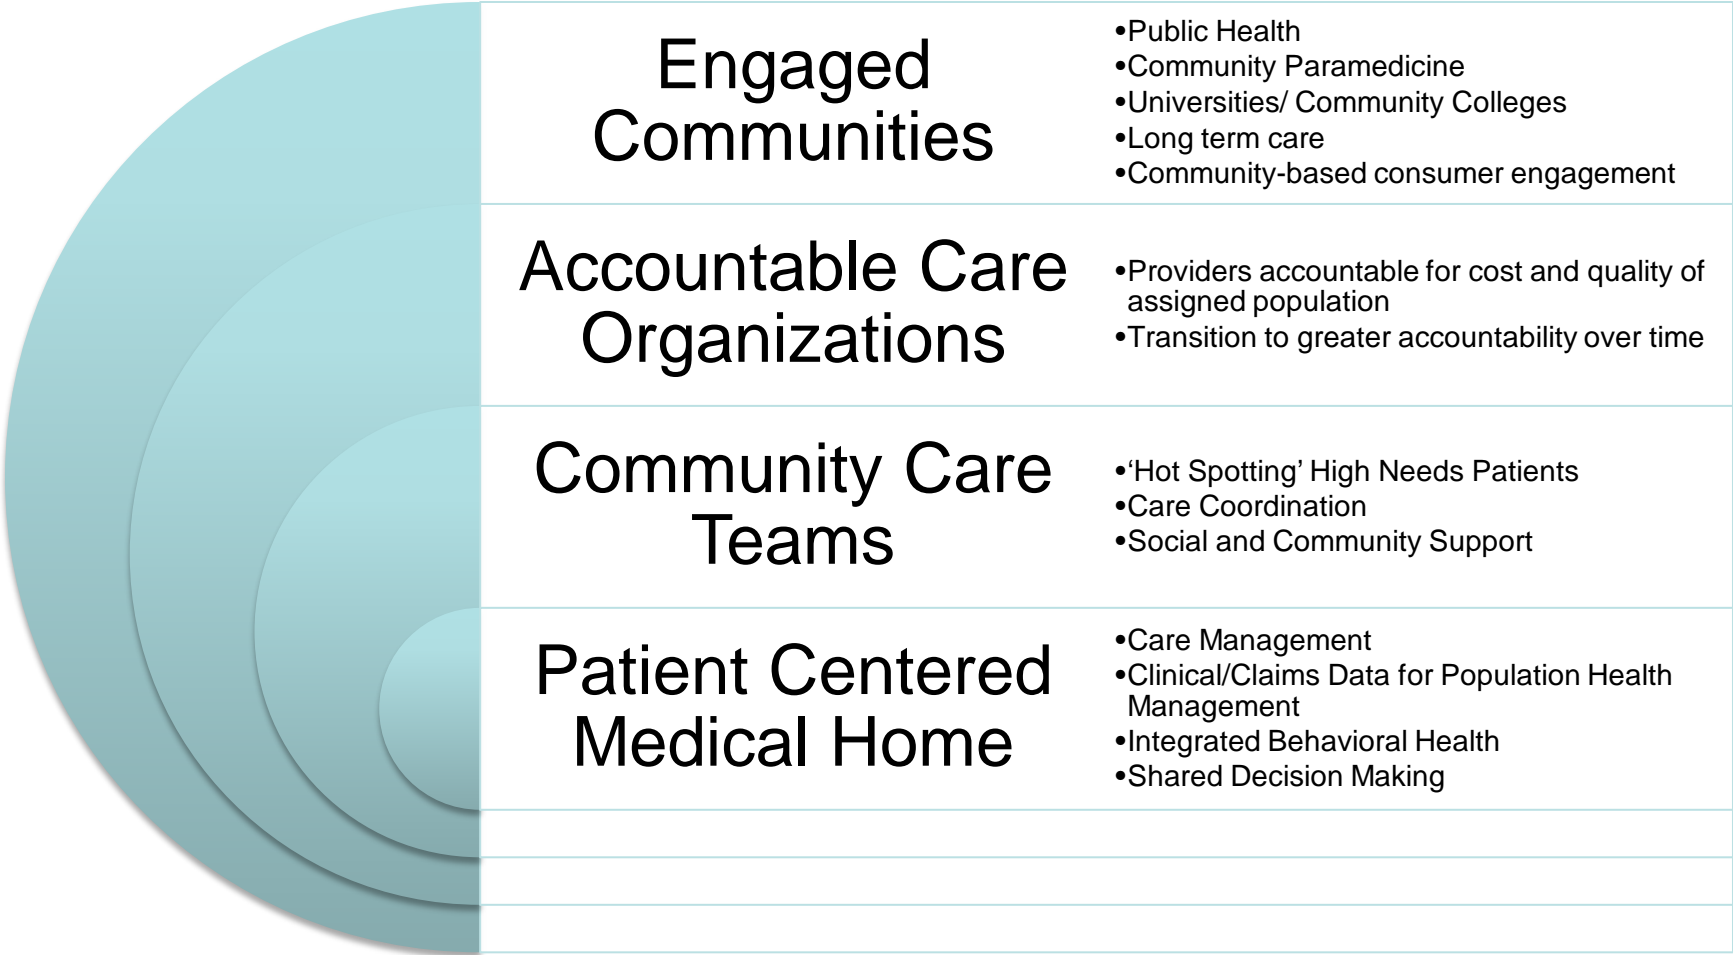 Engaged
Communities
•Public Health
•Community Paramedicine
•Universities/ Community Colleges
•Long term care
•Community-based consumer engagement
Accountable Care
Organizations
•Providers accountable for cost and quality of
assigned population
•Transition to greater accountability over time
Community Care
Teams
•‘Hot Spotting’ High Needs Patients
•Care Coordination
•Social and Community Support
Patient Centered
Medical Home
•Care Management
•Clinical/Claims Data for Population Health
Management
•Integrated Behavioral Health
•Shared Decision Making